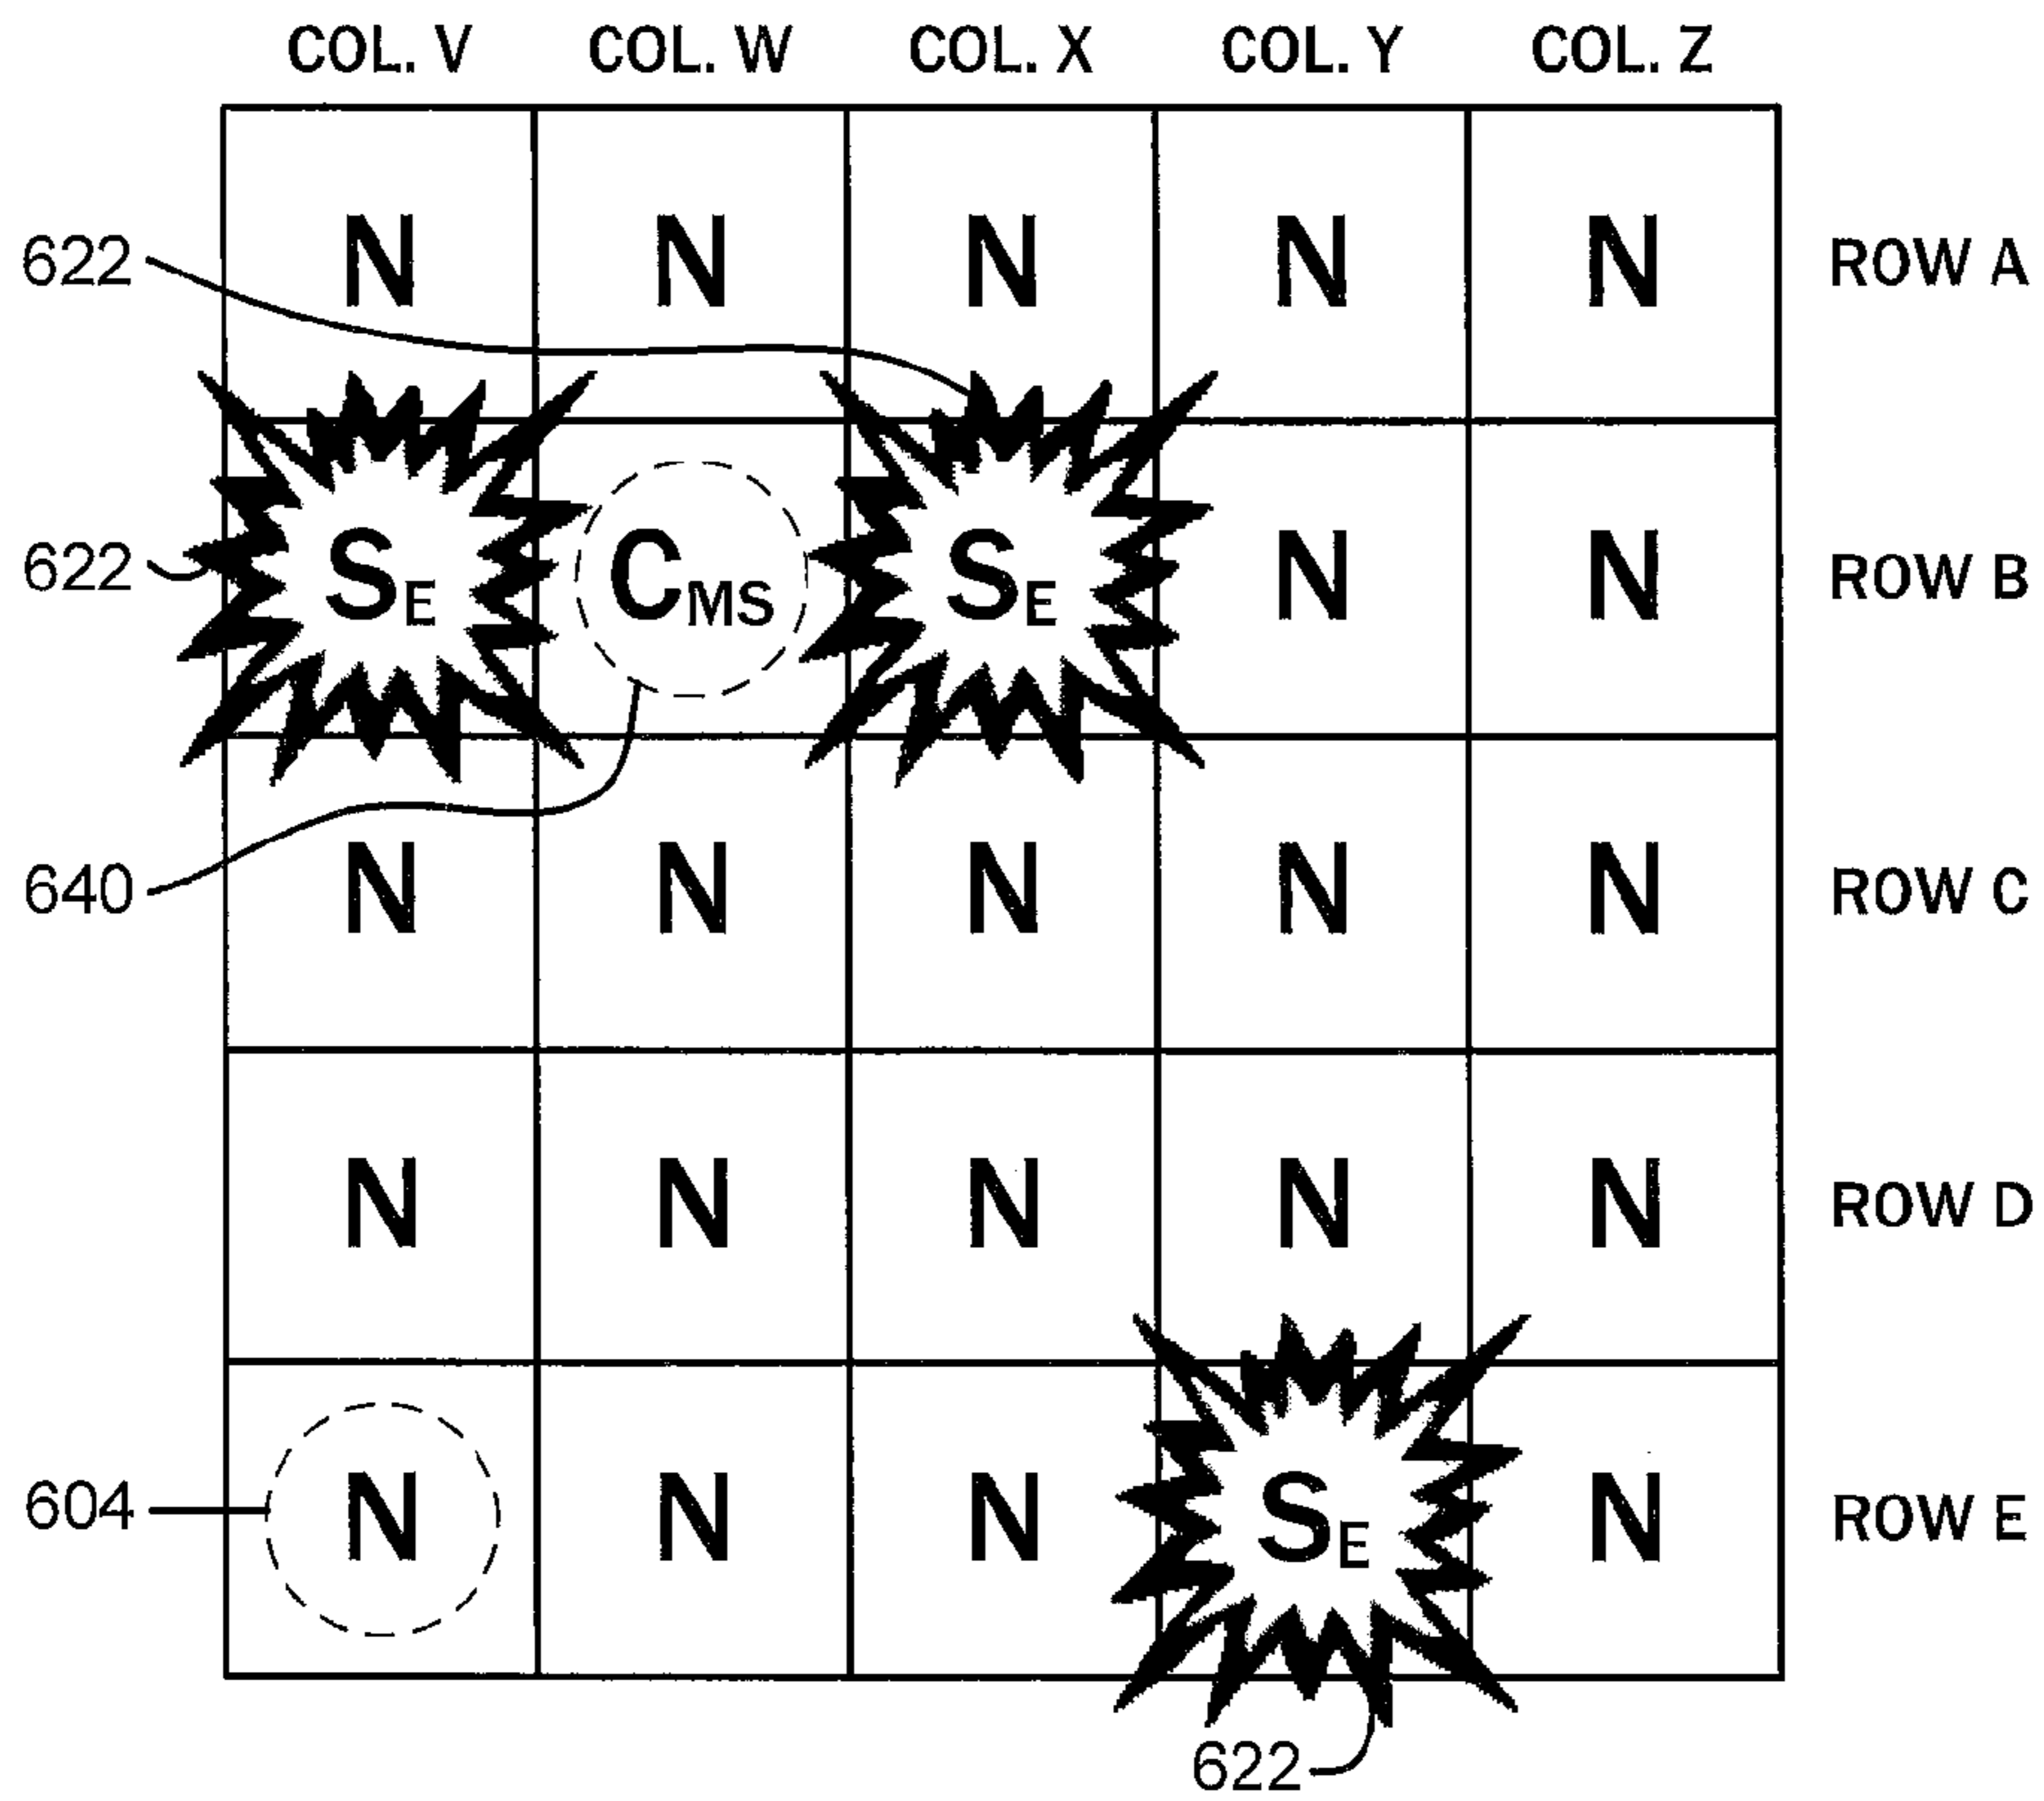 COL. V COL. W COL. X COL. Y COL. Z
622 N N N N N ROW A
622 SE CMS SE N N ROW B
640 N N N N N ROW C
N N N N N ROW D
604 N N N SE N ROW E
622